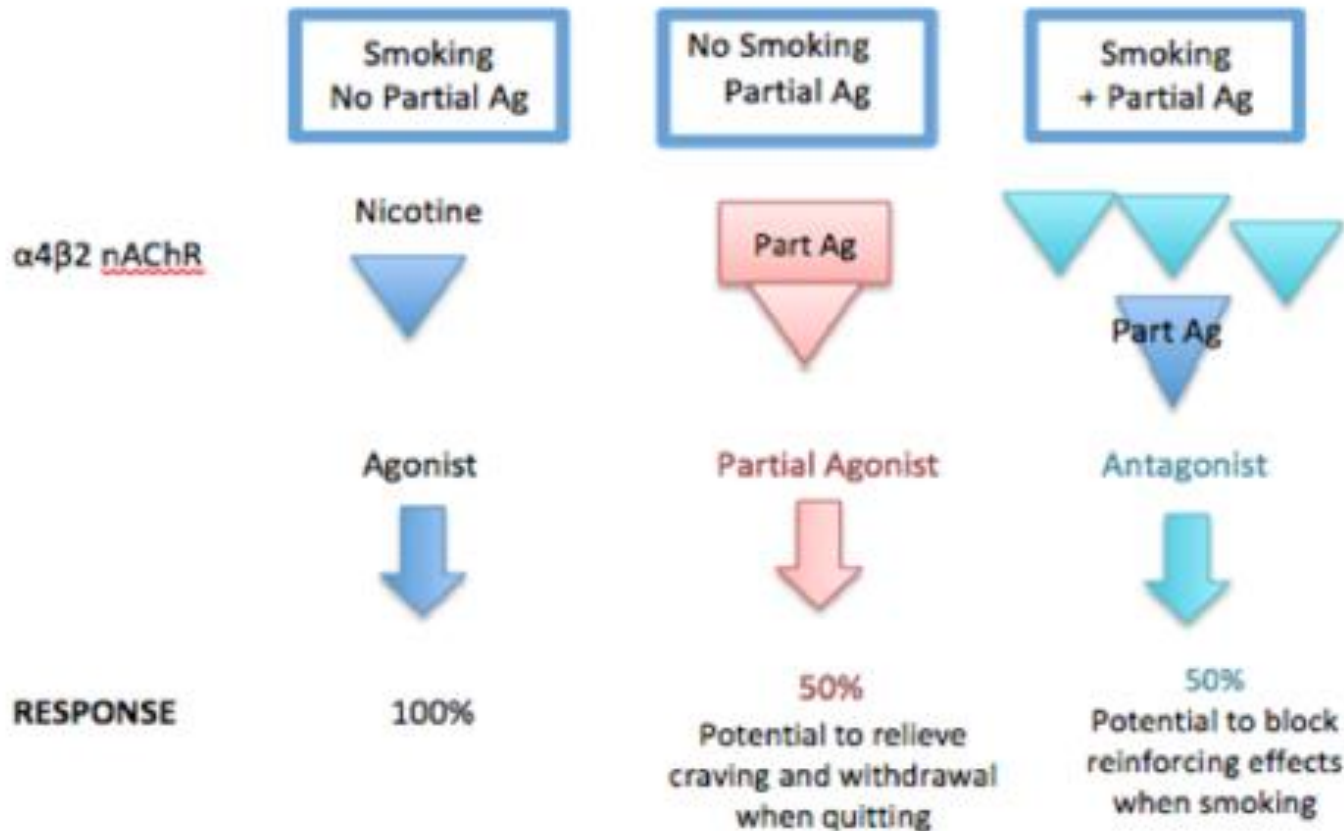 Smoking
No Partial Ag
No Smoking
Partial Ag
Smoking
+ Partial Ag
α4β2 nAChR
Nicotine
Part Ag
Part Ag
Agonist
Partial Agonist
Antagonist
RESPONSE
100%
50%
Potential to relieve
craving and withdrawal
when quitting
50%
Potential to block
reinforcing effects
when smoking